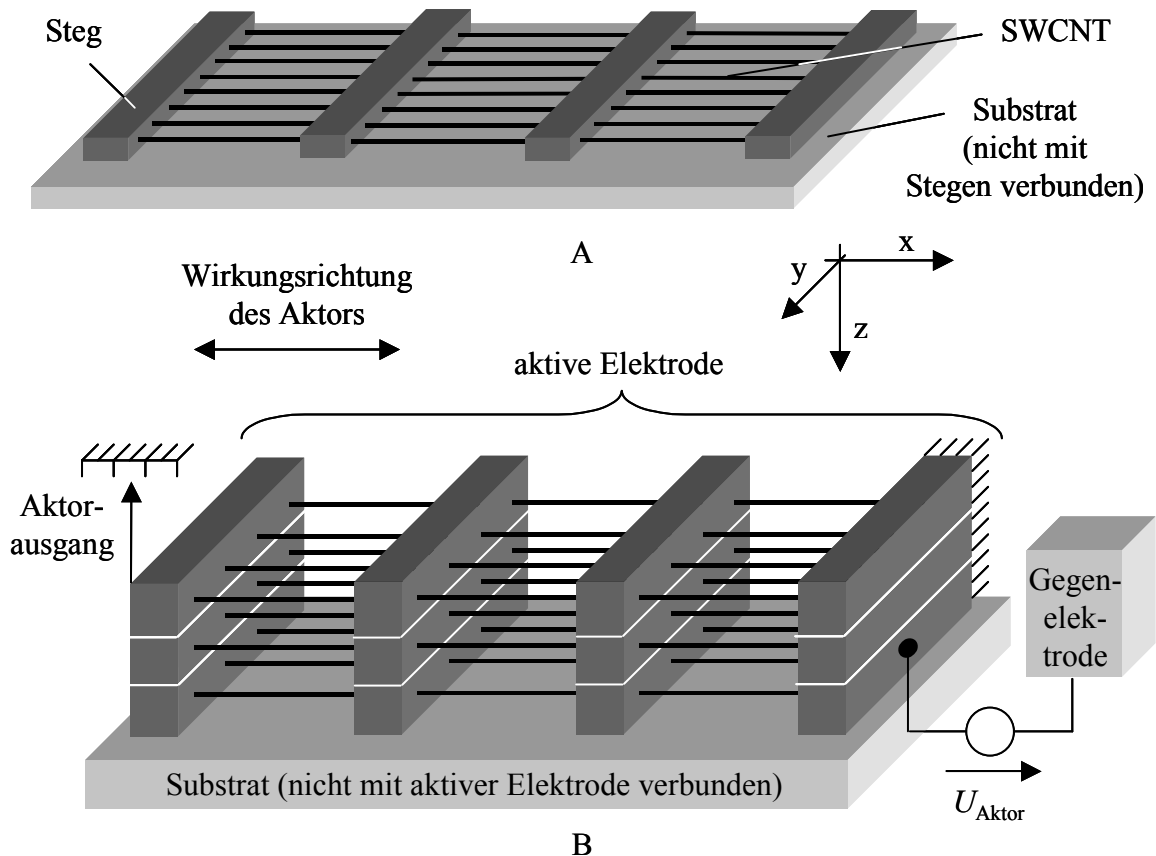 Steg
SWCNT
Substrat
(nicht mit
Stegen verbunden)
A
x
y
z
Wirkungsrichtung
des Aktors
aktive Elektrode
Aktor-
ausgang
Gegen-
elek-
trode
Substrat (nicht mit aktiver Elektrode verbunden)
U Aktor
B